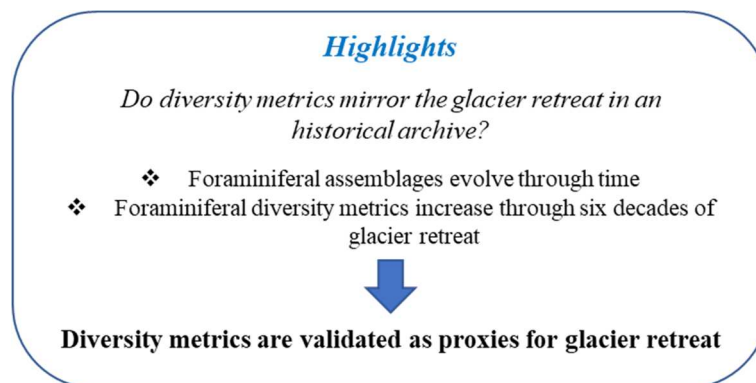 Highlights
Do diversity metrics mirror the glacier retreat in an
historical archive?
❖ Foraminiferal assemblages evolve through time
❖ Foraminiferal diversity metrics increase through six decades of
glacier retreat
Diversity metrics are validated as proxies for glacier retreat